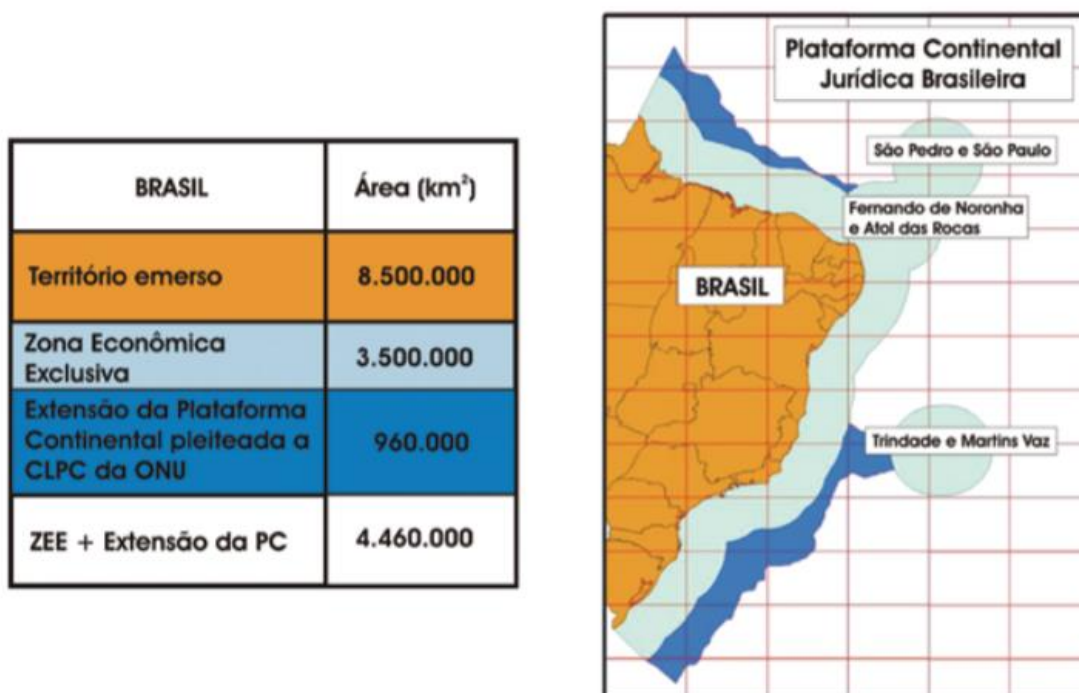 BRASIL
Área (km²)
Território emerso
8.500.000
Zona Econômica
Exclusiva
3.500.000
Extensão da Plataforma
Continental pleiteada a
CLPC da ONU
960.000
ZEE + Extensão da PC
4.460.000
Plataforma Continental
Jurídica Brasileira
São Pedro e São Paulo
Fernando de Noronha
e Atol das Rocas
BRASIL
Trindade e Martins Vaz